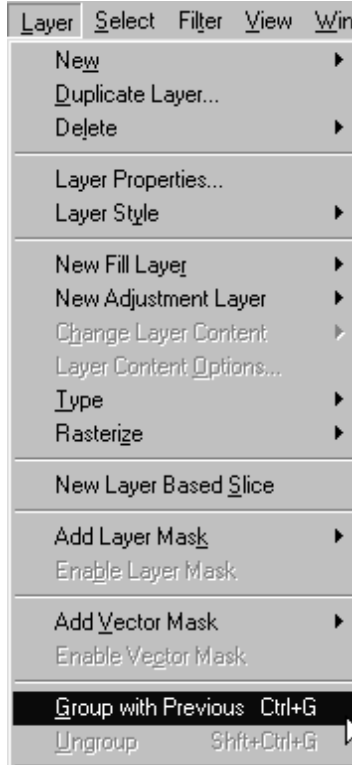 Layer Select Filter View Win
New
Duplicate Layer...
Delete
Layer Properties...
Layer Style
New Fill Layer
New Adjustment Layer
Change Layer Content
Layer Content Options...
Type
Rasterize
New Layer Based Slice
Add Layer Mask
Enable Layer Mask
Add Vector Mask
Enable Vector Mask
Group with Previous Ctrl+G
Ungroup Shft+Ctrl+G